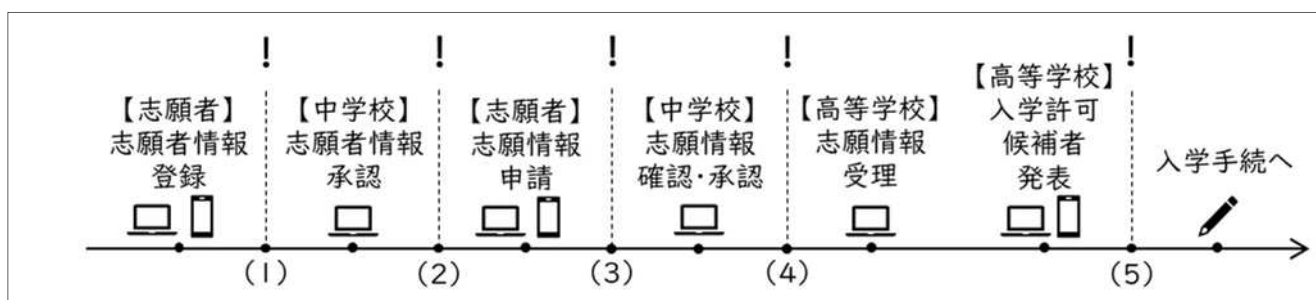 !
!
!
!
!
【志願者】
志願者情報
登録
【中学校】
志願者情報
承認
【志願者】
志願情報
申請
【中学校】
志願情報
確認・承認
【高等学校】
志願情報
受理
【高等学校】
入学許可
候補者
発表
入学手続へ
(1)
(2)
(3)
(4)
(5)